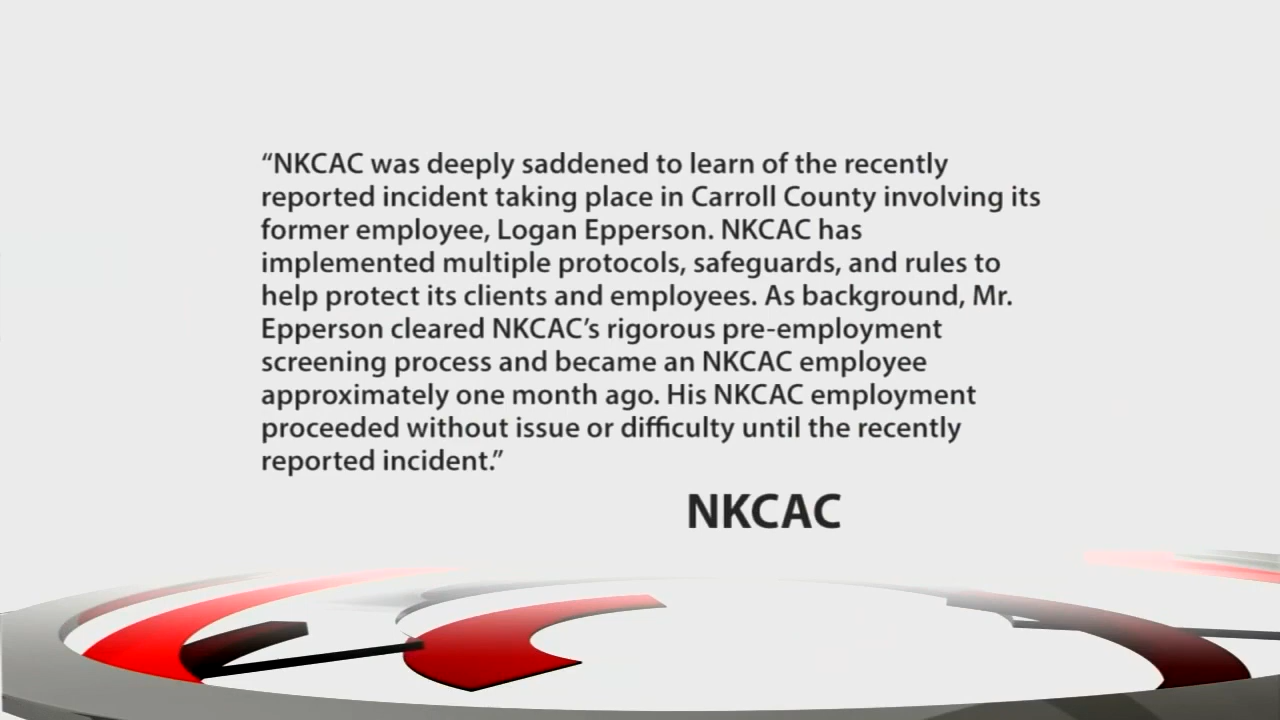 “NKCAC was deeply saddened to learn of the recently
reported incident taking place in Carroll County involving its
former employee, Logan Epperson. NKCAC has
implemented multiple protocols, safeguards, and rules to
help protect its clients and employees. As background, Mr.
Epperson cleared NKCAC’s rigorous pre-employment
screening process and became an NKCAC employee
approximately one month ago. His NKCAC employment
proceeded without issue or difficulty until the recently
reported incident.”
NKCAC